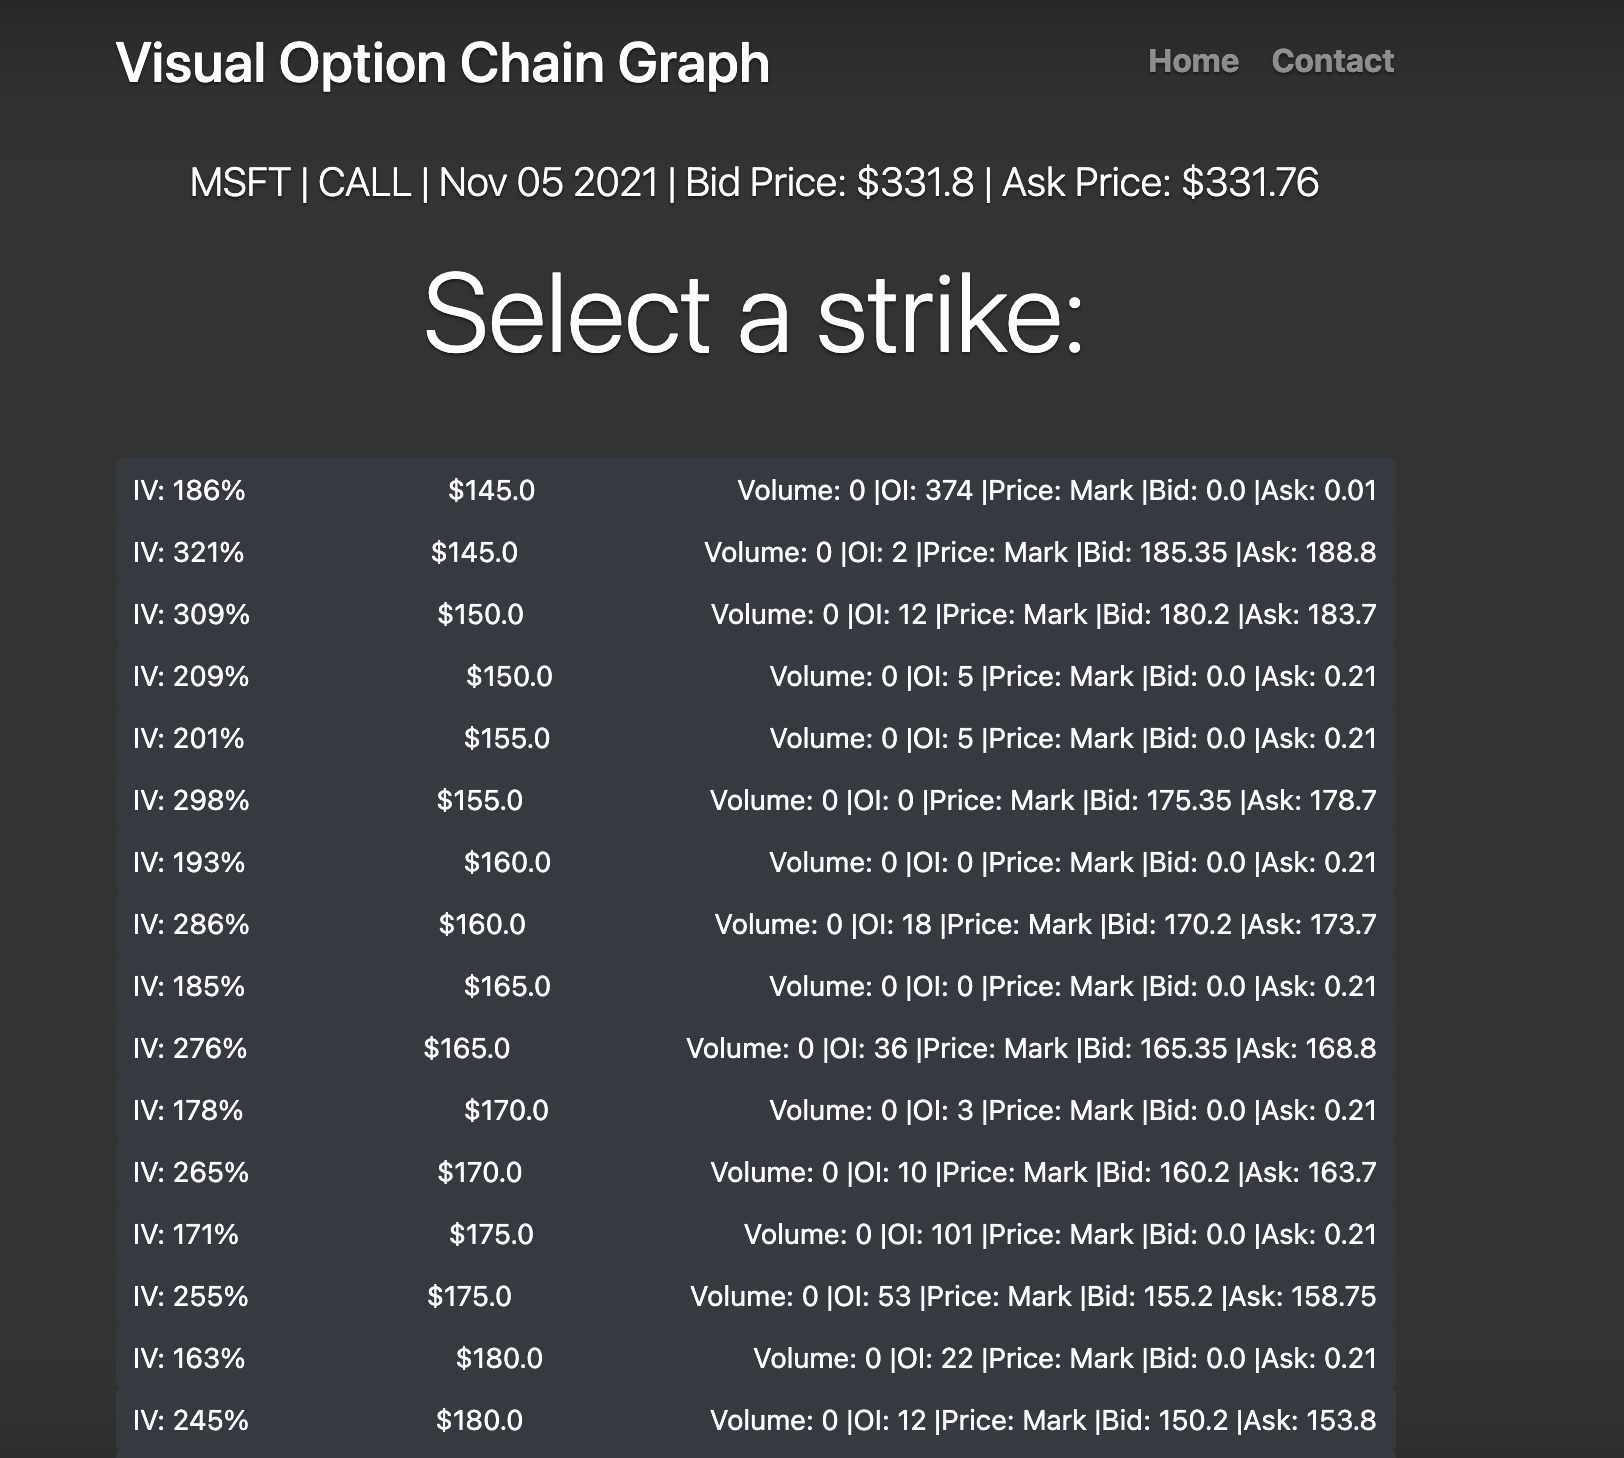 Visual Option Chain Graph Home Contact
MSFT | CALL | Nov 05 2021 | Bid Price: $331.8 | Ask Price: $331.76
Select a strike:
IV: 186% $145.0 Volume: 0 |OI: 374 |Price: Mark |Bid: 0.0 |Ask: 0.01
IV: 321% $145.0 Volume: 0 |OI: 2 |Price: Mark |Bid: 185.35 |Ask: 188.8
IV: 309% $150.0 Volume: 0 |OI: 12 |Price: Mark |Bid: 180.2 |Ask: 183.7
IV: 209% $150.0 Volume: 0 |OI: 5 |Price: Mark |Bid: 0.0 |Ask: 0.21
IV: 201% $155.0 Volume: 0 |OI: 5 |Price: Mark |Bid: 0.0 |Ask: 0.21
IV: 298% $155.0 Volume: 0 |OI: 0 |Price: Mark |Bid: 175.35 |Ask: 178.7
IV: 193% $160.0 Volume: 0 |OI: 0 |Price: Mark |Bid: 0.0 |Ask: 0.21
IV: 286% $160.0 Volume: 0 |OI: 18 |Price: Mark |Bid: 170.2 |Ask: 173.7
IV: 185% $165.0 Volume: 0 |OI: 0 |Price: Mark |Bid: 0.0 |Ask: 0.21
IV: 276% $165.0 Volume: 0 |OI: 36 |Price: Mark |Bid: 165.35 |Ask: 168.8
IV: 178% $170.0 Volume: 0 |OI: 3 |Price: Mark |Bid: 0.0 |Ask: 0.21
IV: 265% $170.0 Volume: 0 |OI: 10 |Price: Mark |Bid: 160.2 |Ask: 163.7
IV: 171% $175.0 Volume: 0 |OI: 101 |Price: Mark |Bid: 0.0 |Ask: 0.21
IV: 255% $175.0 Volume: 0 |OI: 53 |Price: Mark |Bid: 155.2 |Ask: 158.75
IV: 163% $180.0 Volume: 0 |OI: 22 |Price: Mark |Bid: 0.0 |Ask: 0.21
IV: 245% $180.0 Volume: 0 |OI: 12 |Price: Mark |Bid: 150.2 |Ask: 153.8